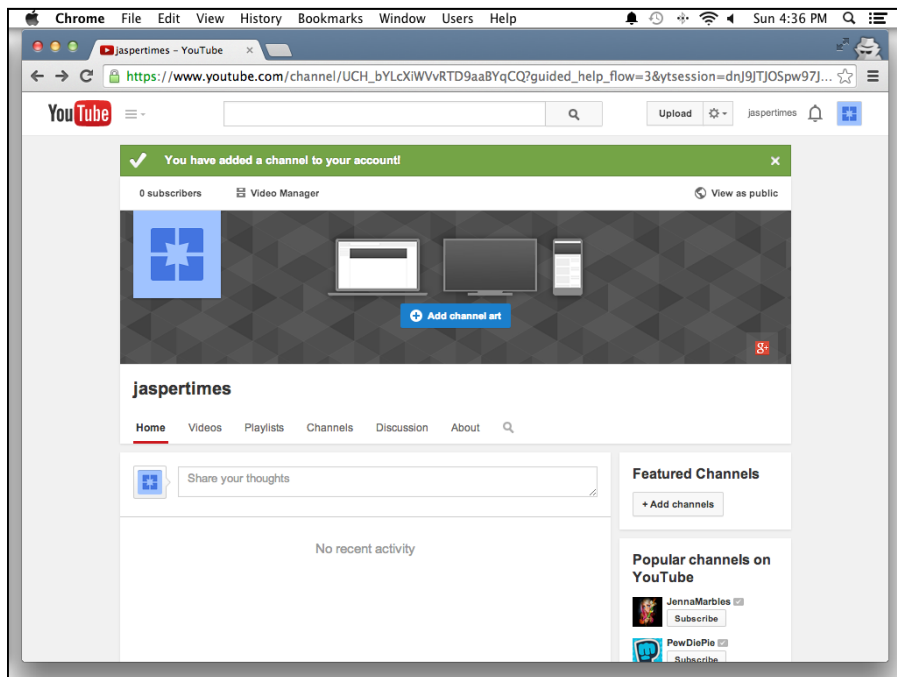 Chrome File Edit View History Bookmarks Window Users Help Sun 4:36 PM
jaspertimes - YouTube
https://www.youtube.com/channel/UCH_bYLcXiWVvRTD9aaBYqCQ?guided_help_flow=3&ytsession=dnJ9JTJOSpw97J...
YouTube Upload jaspertimes
You have added a channel to your account!
0 subscribers Video Manager View as public
Add channel art
g+
jaspertimes
Home Videos Playlists Channels Discussion About
Share your thoughts
No recent activity
Featured Channels
+ Add channels
Popular channels on
YouTube
JennaMarbles
Subscribe
PewDiePie
Subscribe